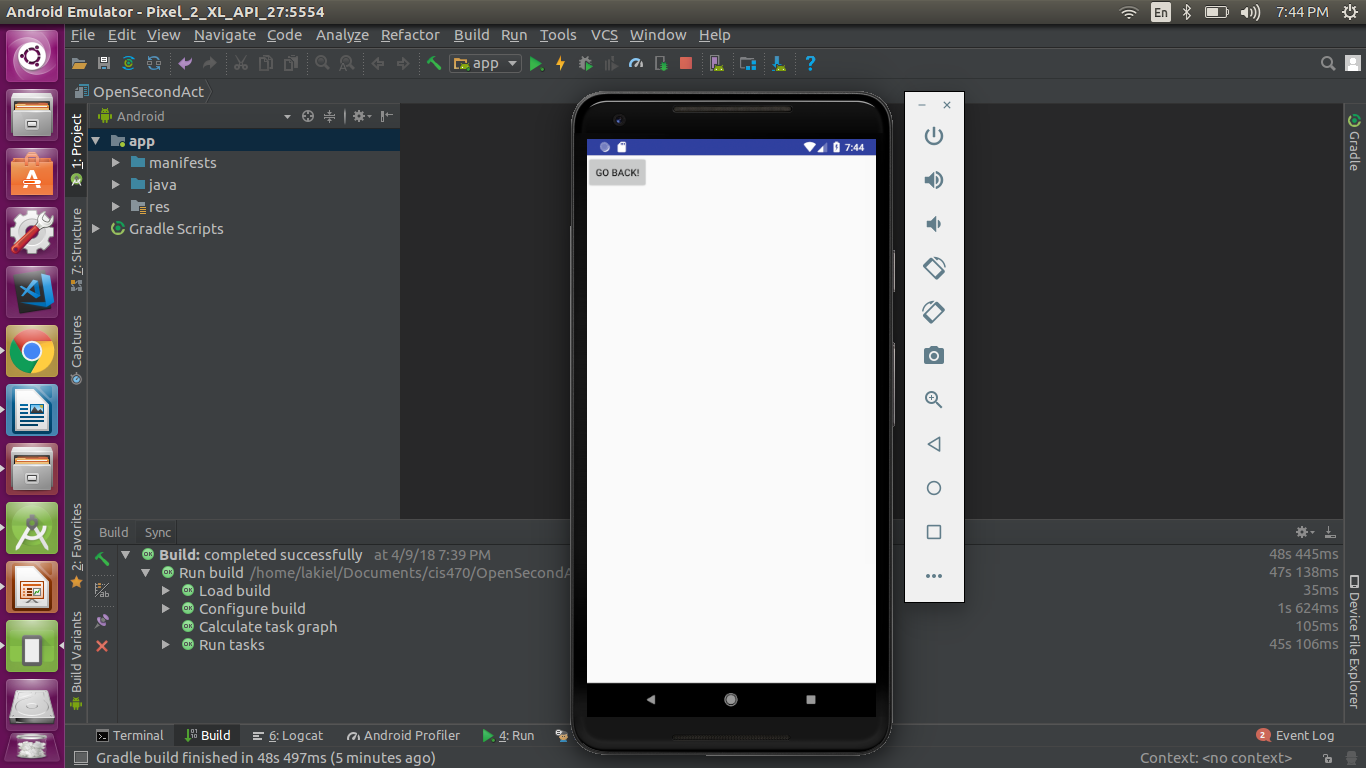 Android Emulator - Pixel_2_XL_API_27:5554 En 7:44 PM
File Edit View Navigate Code Analyze Refactor Build Run Tools VCS Window Help
app
OpenSecondAct
Android
1: Project
app
manifests
java
res
Gradle Scripts
7: Structure
Captures
2: Favorites
Build Variants
7:44
GO BACK!
Gradle
Device File Explorer
Build Sync
Build: completed successfully at 4/9/18 7:39 PM 48s 445ms
Run build /home/lakiel/Documents/cis470/OpenSecondA 47s 138ms
Load build 35ms
Configure build 1s 624ms
Calculate task graph 105ms
Run tasks 45s 106ms
Terminal Build 6: Logcat Android Profiler 4: Run 2 Event Log
Gradle build finished in 48s 497ms (5 minutes ago) Context: <no context>